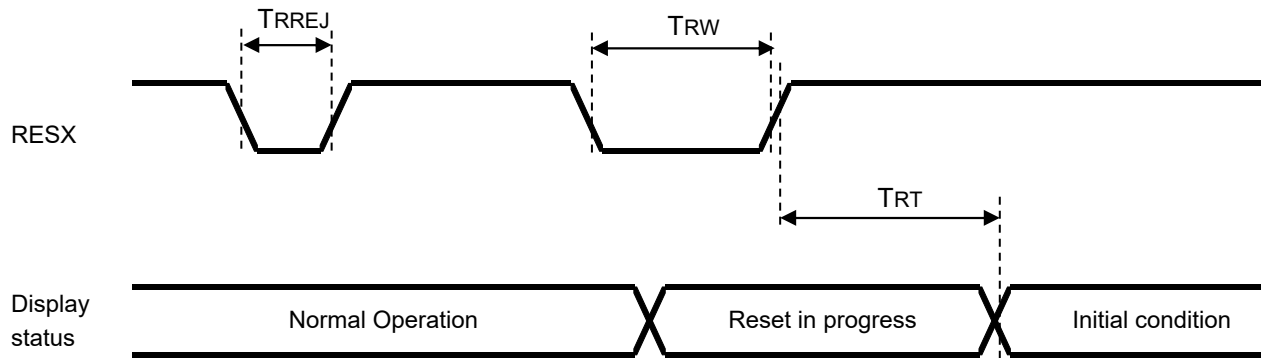 TRREJ
TRW
RESX
TRT
Display
status
Normal Operation
Reset in progress
Initial condition